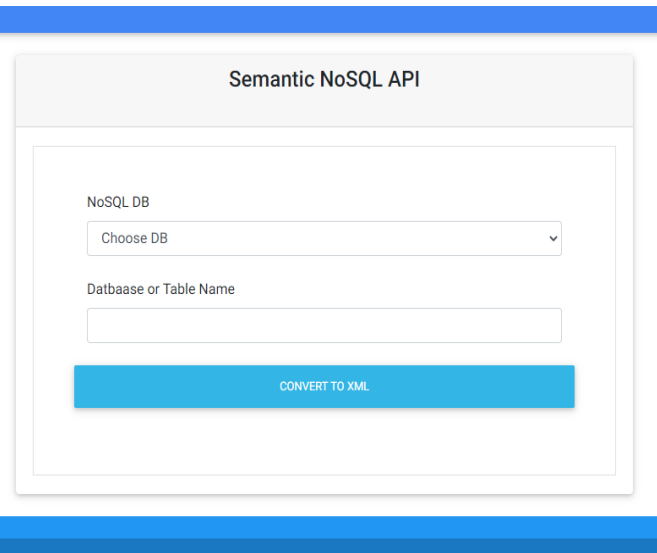 Semantic NoSQL API
NoSQL DB
Choose DB
Datbaase or Table Name
CONVERT TO XML